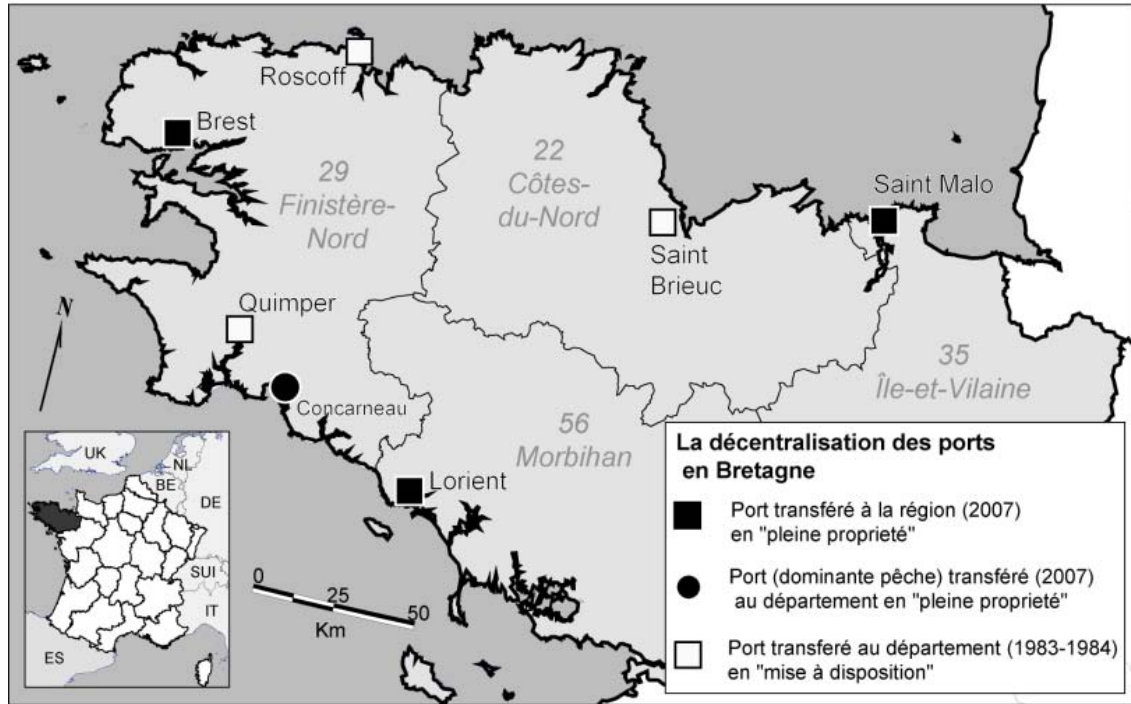 Roscoff
Brest
29
Finistère-
Nord
22
Côtes-
du-Nord
Saint Malo
Saint
Brieuc
N
Quimper
Concarneau
35
Île-et-Vilaine
56
Morbihan
Lorient
0
25
50
Km
UK
NL
BE
DE
SUI
IT
ES
La décentralisation des ports
en Bretagne
Port transféré à la région (2007)
en "pleine proprieté"
Port (dominante pêche) transféré (2007)
au département en "pleine proprieté"
Port transferé au département (1983-1984)
en "mise à disposition"